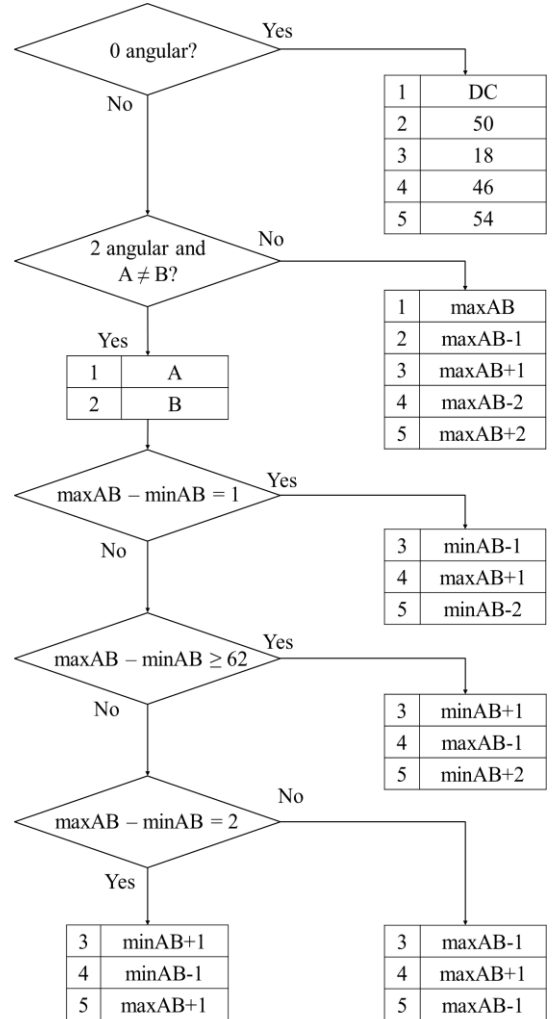 0 angular?
Yes
No
1 DC
2 50
3 18
4 46
5 54
2 angular and
A ≠ B?
No
Yes
1 maxAB
2 maxAB-1
3 maxAB+1
4 maxAB-2
5 maxAB+2
1 A
2 B
maxAB – minAB = 1
Yes
No
3 minAB-1
4 maxAB+1
5 minAB-2
maxAB – minAB ≥ 62
Yes
No
3 minAB+1
4 maxAB-1
5 minAB+2
maxAB – minAB = 2
No
Yes
3 minAB+1
4 minAB-1
5 maxAB+1
3 maxAB-1
4 maxAB+1
5 maxAB-1